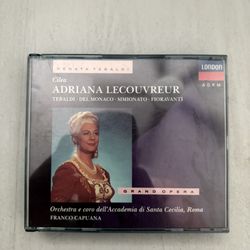 RENATA TEBALDI
LONDON
ADRM
Cilea
ADRIANA LECOUVREUR
TEBALDI · DEL MONACO · SIMIONATO · FIORAVANTI
GRAND OPERA
Orchestra e coro dell'Accademia di Santa Cecilia, Roma
FRANCO CAPUANA